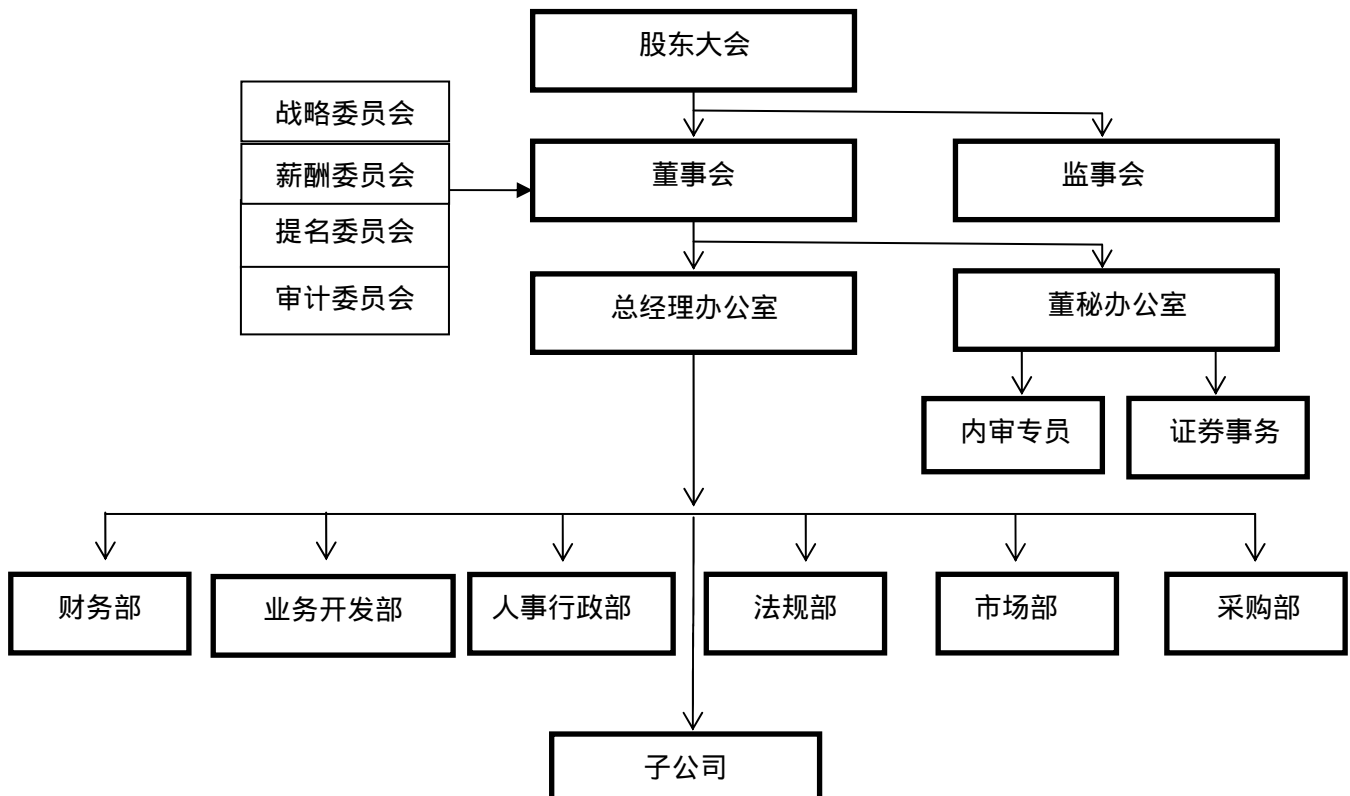 股东大会
战略委员会
薪酬委员会
提名委员会
审计委员会
董事会
监事会
总经理办公室
董秘办公室
内审专员
证券事务
财务部
业务开发部
人事行政部
法规部
市场部
采购部
子公司